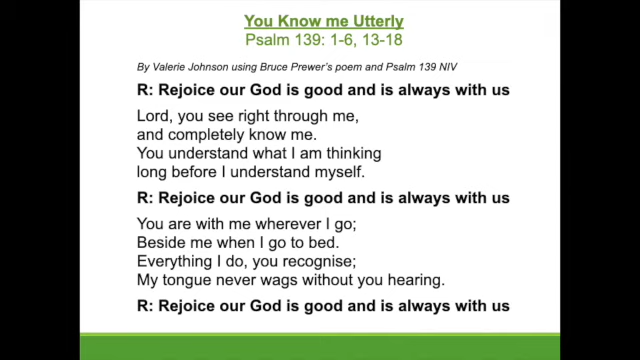 You Know me Utterly
Psalm 139: 1-6, 13-18
By Valerie Johnson using Bruce Prewer's poem and Psalm 139 NIV
R: Rejoice our God is good and is always with us
Lord, you see right through me,
and completely know me.
You understand what I am thinking
long before I understand myself.
R: Rejoice our God is good and is always with us
You are with me wherever I go;
Beside me when I go to bed.
Everything I do, you recognise;
My tongue never wags without you hearing.
R: Rejoice our God is good and is always with us